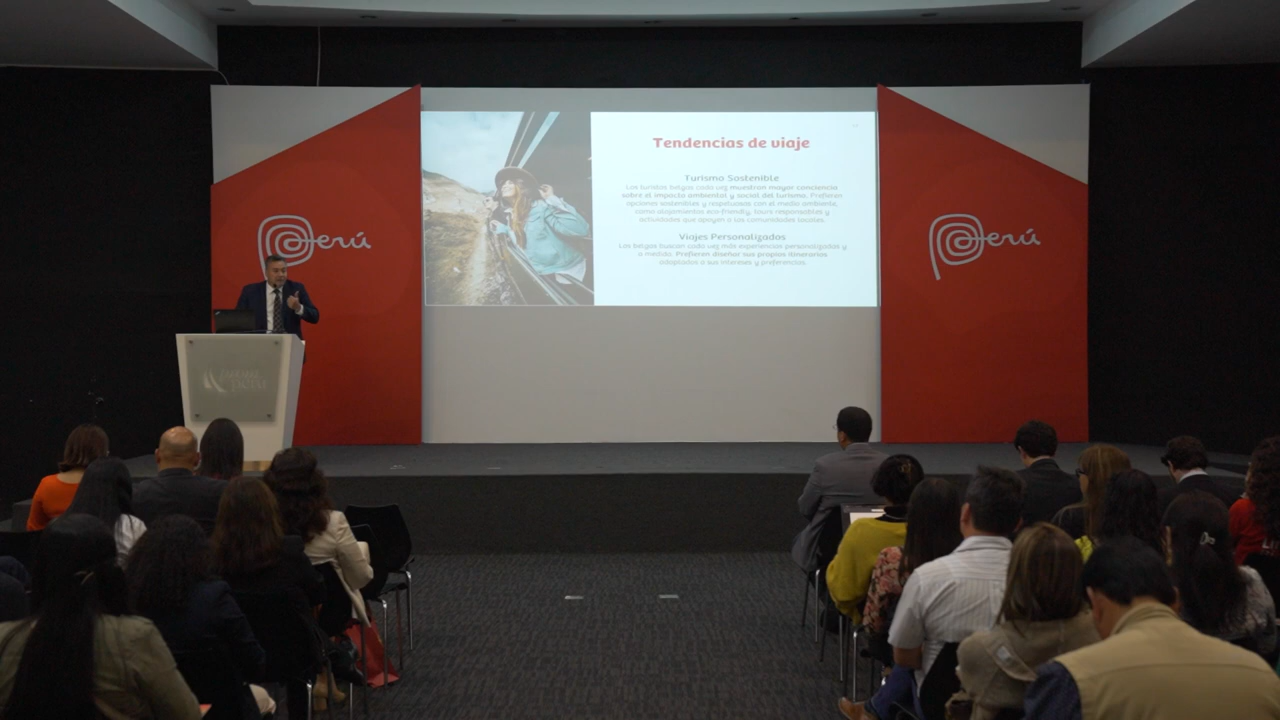 Tendencias de viaje
Turismo Sostenible
Los turistas belgas cada vez muestran mayor conciencia
sobre el impacto ambiental y social del turismo. Prefieren
opciones sostenibles y respetuosas con el medio ambiente,
como alojamientos eco-friendly, tours responsables y
actividades que apoyen a las comunidades locales.
Viajes Personalizados
Los belgas buscan cada vez más experiencias personalizadas y
a medida. Prefieren diseñar sus propios itinerarios
adaptados a sus intereses y preferencias.
Perú
Perú